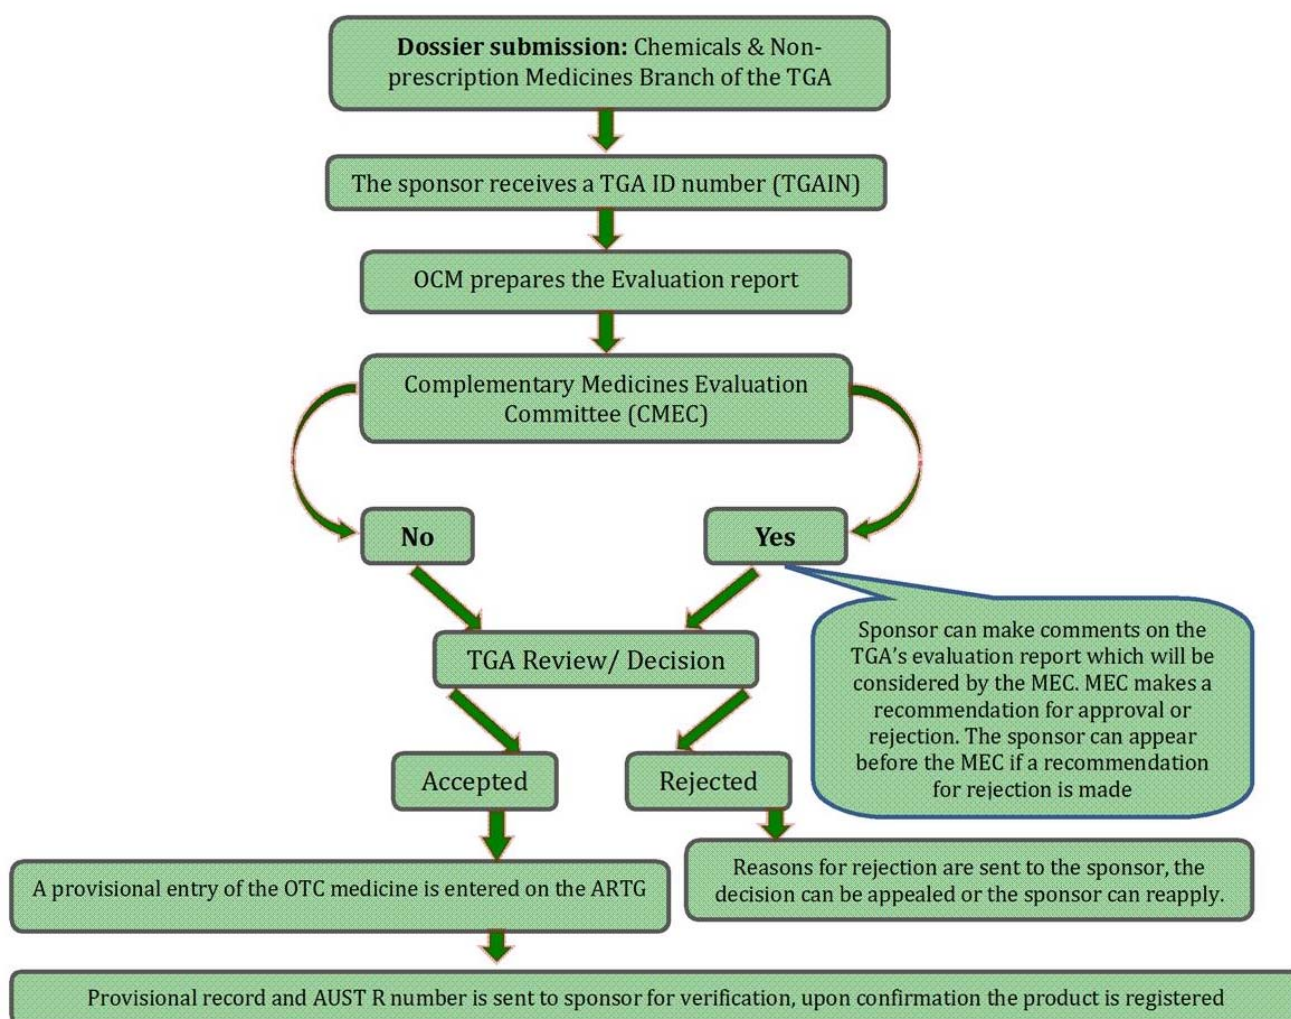 Dossier submission: Chemicals & Non-
prescription Medicines Branch of the TGA
The sponsor receives a TGA ID number (TGAIN)
OCM prepares the Evaluation report
Complementary Medicines Evaluation
Committee (CMEC)
No
Yes
TGA Review/ Decision
Sponsor can make comments on the
TGA's evaluation report which will be
considered by the MEC. MEC makes a
recommendation for approval or
rejection. The sponsor can appear
before the MEC if a recommendation
for rejection is made
Accepted
Rejected
A provisional entry of the OTC medicine is entered on the ARTG
Reasons for rejection are sent to the sponsor, the
decision can be appealed or the sponsor can reapply.
Provisional record and AUST R number is sent to sponsor for verification, upon confirmation the product is registered